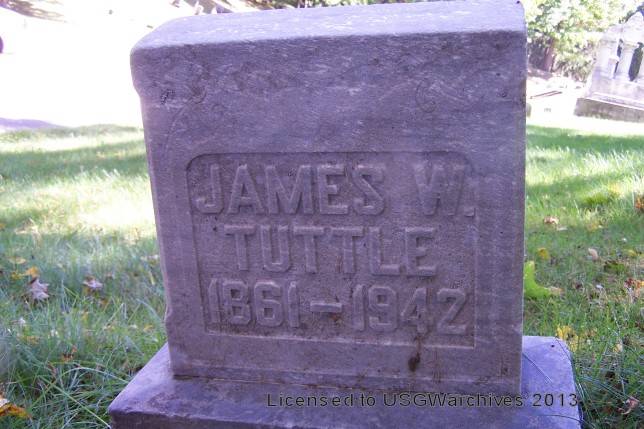 JAMES W.
TUTTLE
1861-1942
Licensed to USGWarchives 2013